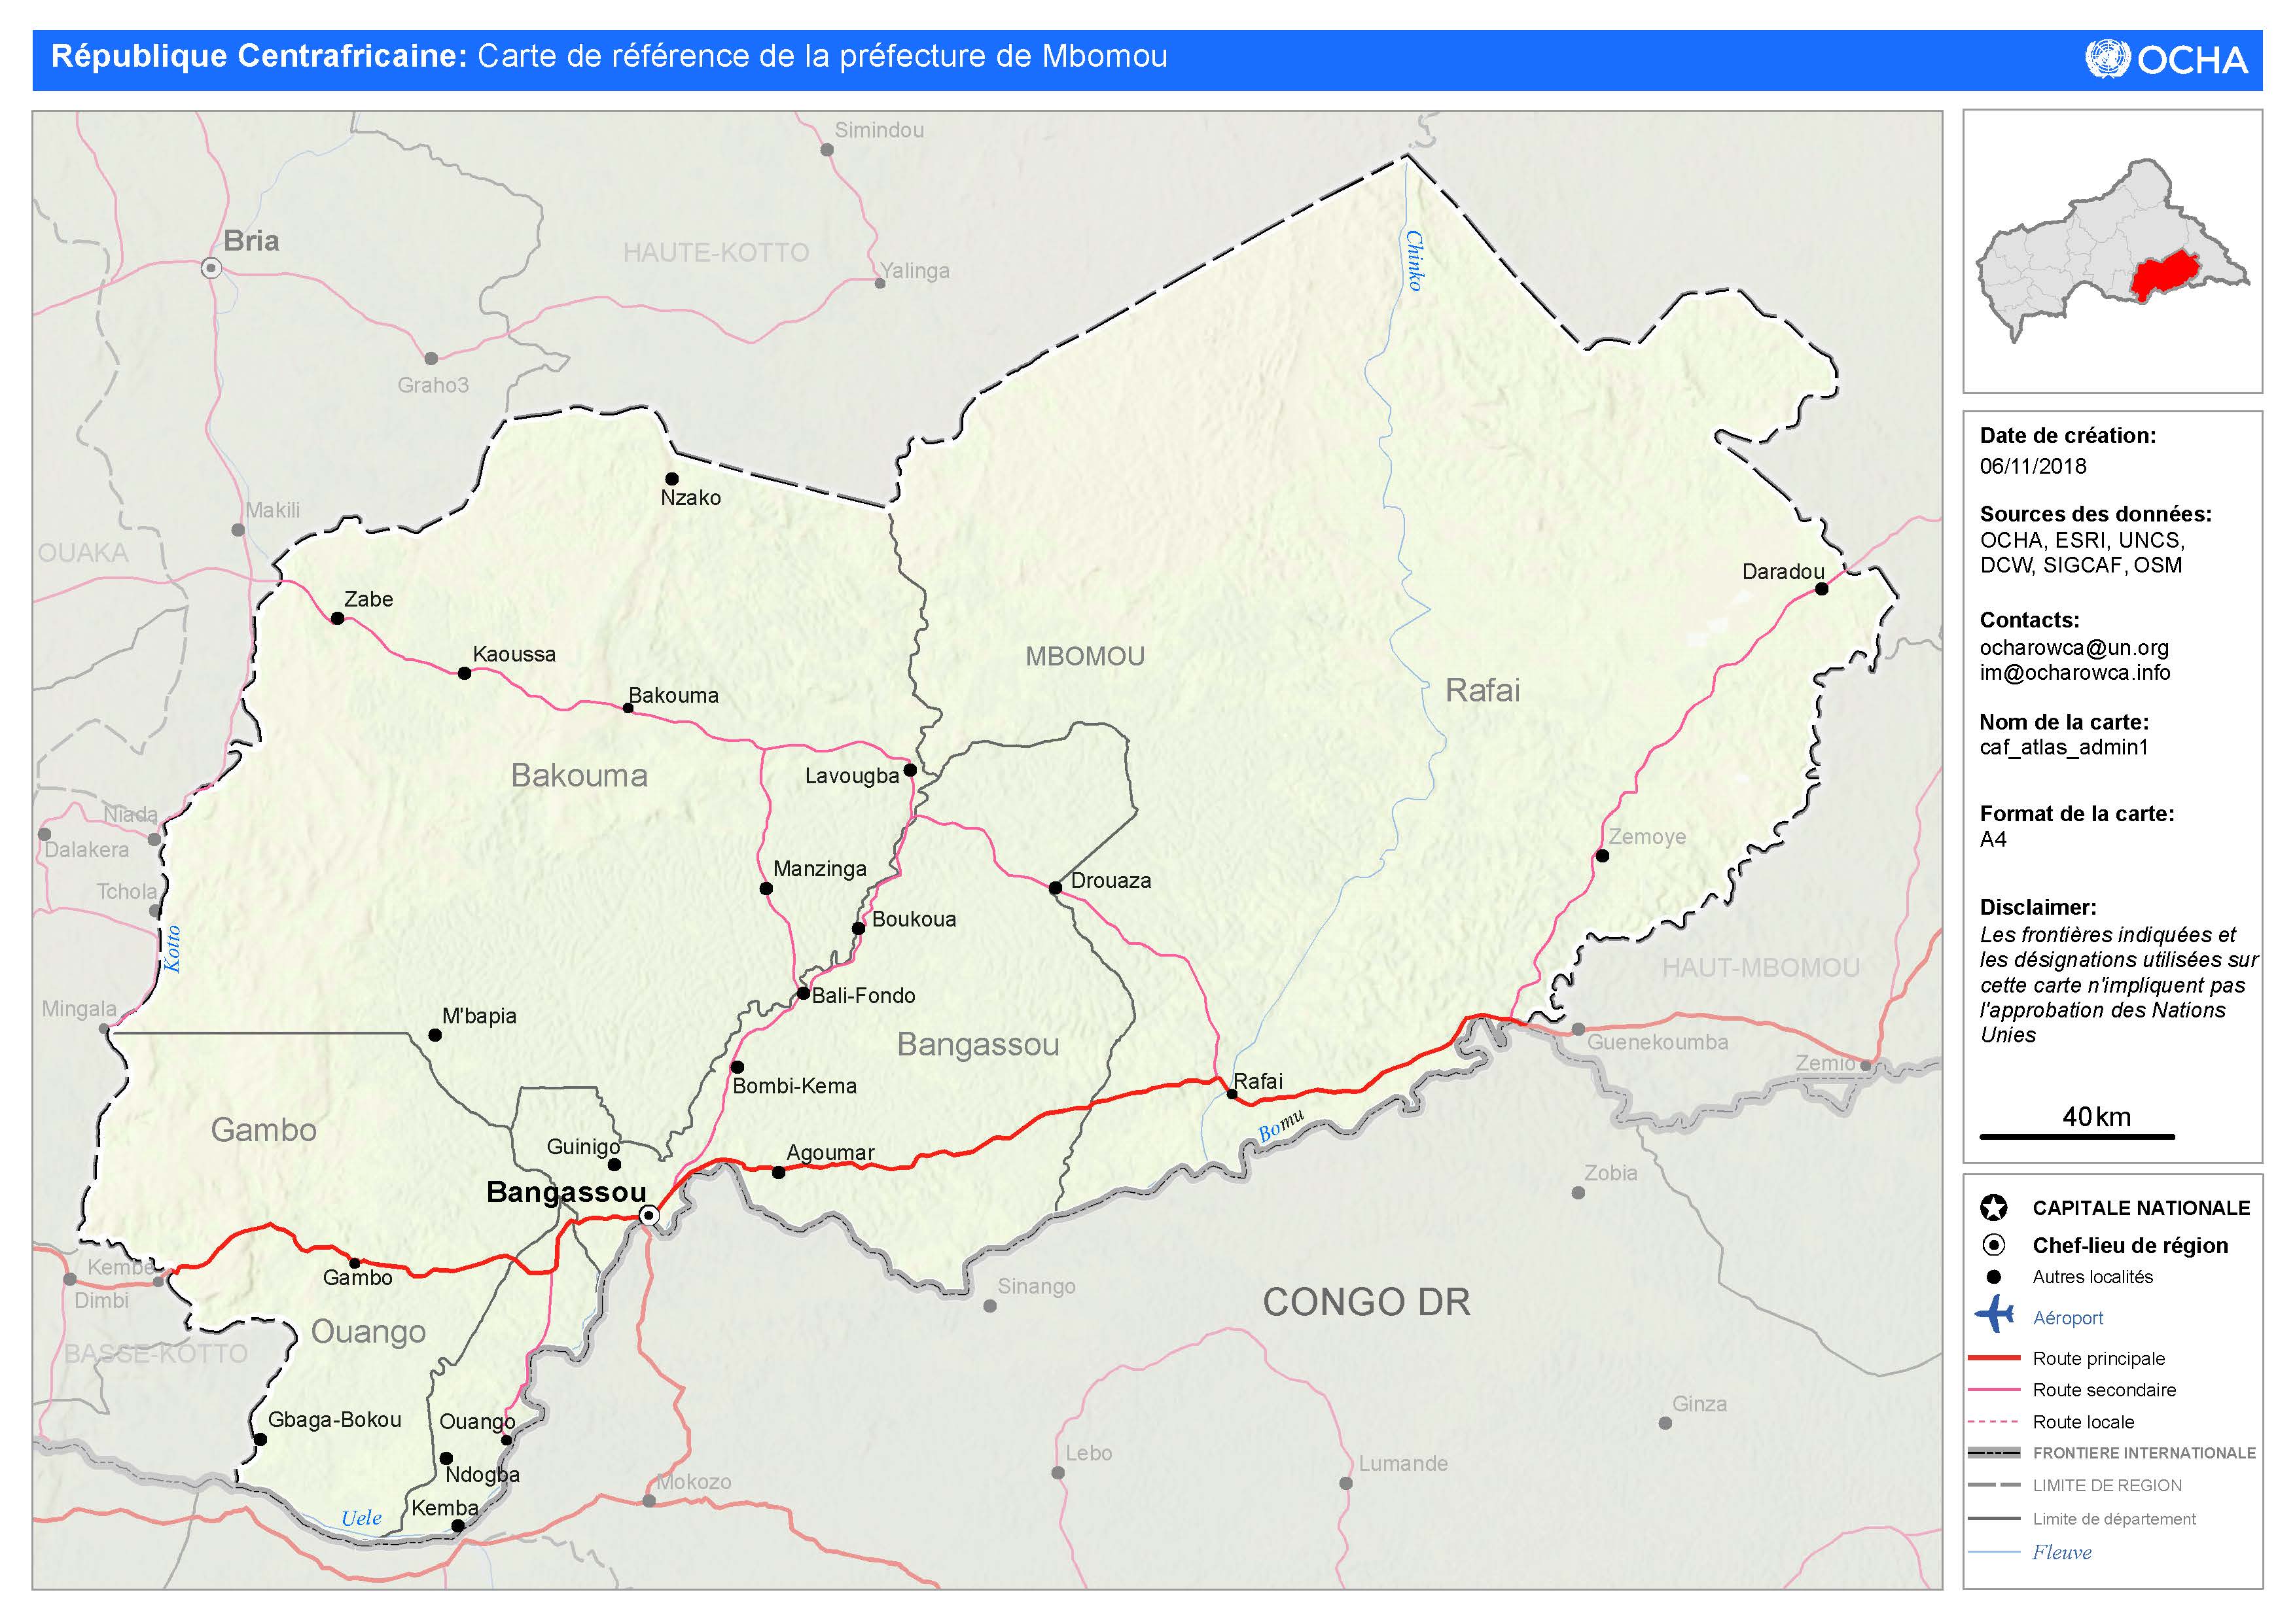 République Centrafricaine: Carte de référence de la préfecture de Mbomou
OCHA
Simindou
Bria
HAUTE-KOTTO
Yalinga
Chinko
Graho3
Nzako
Makili
OUAKA
Daradou
Zabe
Kaoussa
MBOMOU
Rafai
Bakouma
Bakouma
Lavougba
Niada
Dalakera
Zemoye
Manzinga
Drouaza
Tchola
Boukoua
Kotto
HAUT-MBOMOU
Bali-Fondo
Mingala
M'bapia
Bangassou
Guenekoumba
Zemio
Bombi-Kema
Rafai
Gambo
Bomu
Guinigo
Agoumar
Zobia
Bangassou
Kembe
Gambo
Dimbi
Sinango
CONGO DR
Ouango
BASSE-KOTTO
Ginza
Gbaga-Bokou
Ouango
Lebo
Lumande
Ndogba
Mokozo
Kemba
Uele
Date de création:
06/11/2018
Sources des données:
OCHA, ESRI, UNCS,
DCW, SIGCAF, OSM
Contacts:
ocharowca@un.org
im@ocharowca.info
Nom de la carte:
caf_atlas_admin1
Format de la carte:
A4
Disclaimer:
Les frontières indiquées et
les désignations utilisées sur
cette carte n'impliquent pas
l'approbation des Nations
Unies
40 km
CAPITALE NATIONALE
Chef-lieu de région
Autres localités
Aéroport
Route principale
Route secondaire
Route locale
FRONTIERE INTERNATIONALE
LIMITE DE REGION
Limite de département
Fleuve